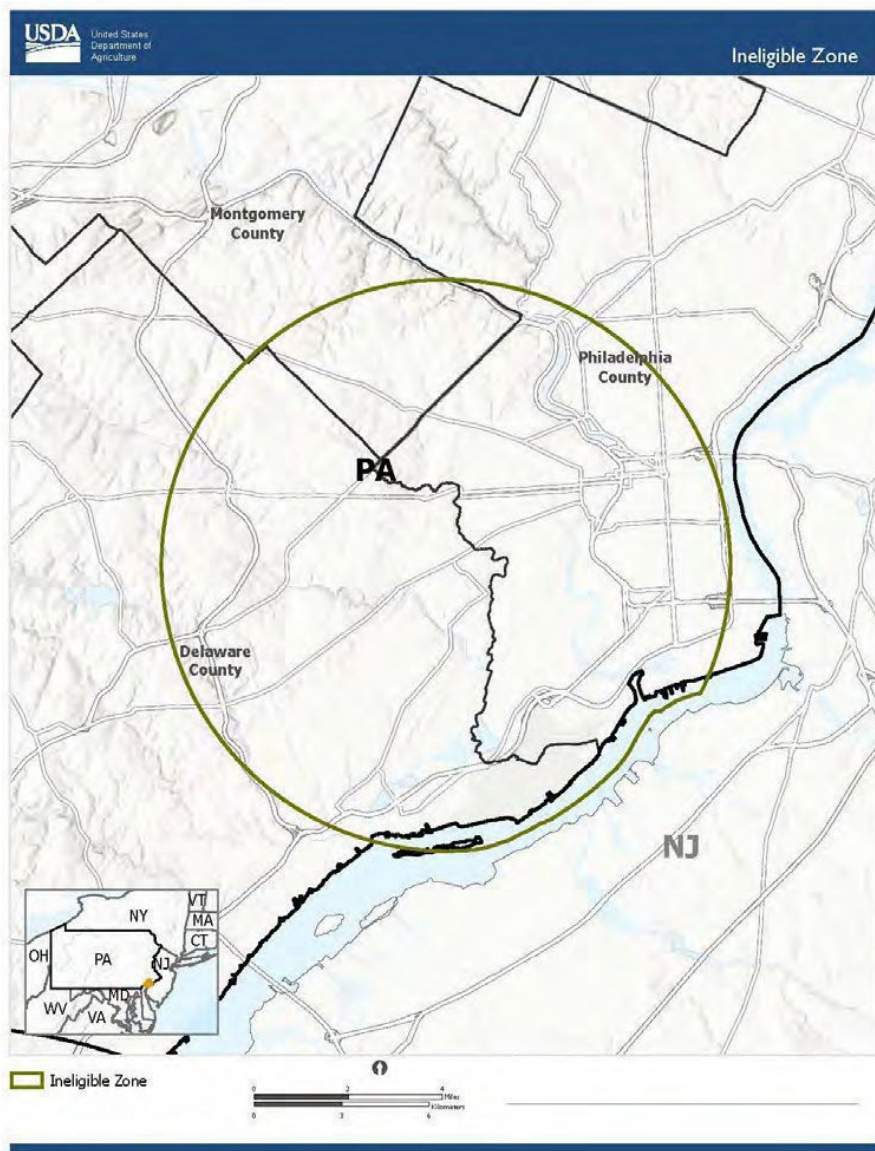 USDA
United States
Department of
Agriculture
Ineligible Zone
Montgomery
County
Philadelphia
County
PA
Delaware
County
NJ
NY
VT
MA
CT
OH
PA
NJ
MD
WV
VA
Ineligible Zone
0 2 4
Miles
0 3 6
Kilometers